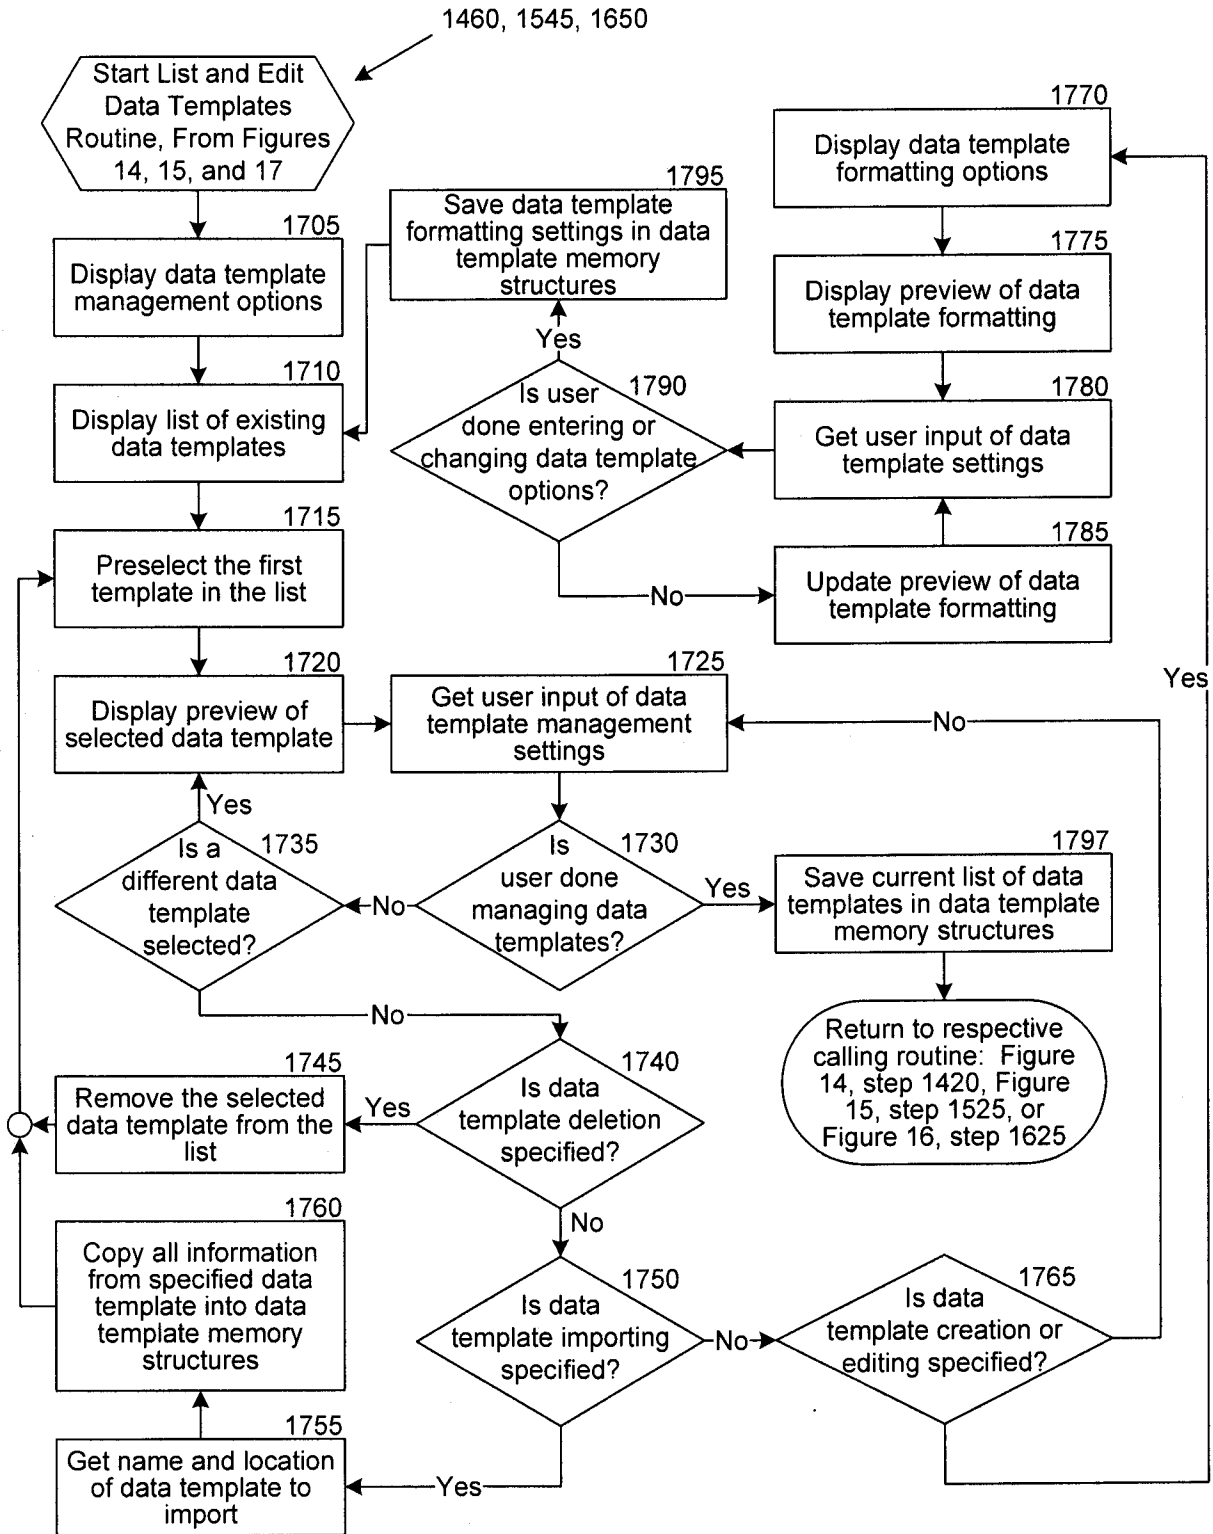 1460, 1545, 1650
Start List and Edit
Data Templates
Routine, From Figures
14, 15, and 17
1705
Display data template
management options
1710
Display list of existing
data templates
1715
Preselect the first
template in the list
1720
Display preview of
selected data template
1725
Get user input of data
template management
settings
1730
Is
user done
managing data
templates?
Yes
No
1735
Is a
different data
template
selected?
Yes
No
1740
Is data
template deletion
specified?
Yes
No
1745
Remove the selected
data template from the
list
1750
Is data
template importing
specified?
Yes
No
1755
Get name and location
of data template to
import
1760
Copy all information
from specified data
template into data
template memory
structures
1765
Is data
template creation or
editing specified?
No
Yes
1770
Display data template
formatting options
1775
Display preview of data
template formatting
1780
Get user input of data
template settings
1785
Update preview of data
template formatting
1790
Is user
done entering or
changing data template
options?
Yes
No
1795
Save data template
formatting settings in data
template memory
structures
1797
Save current list of data
templates in data template
memory structures
Return to respective
calling routine: Figure
14, step 1420, Figure
15, step 1525, or
Figure 16, step 1625